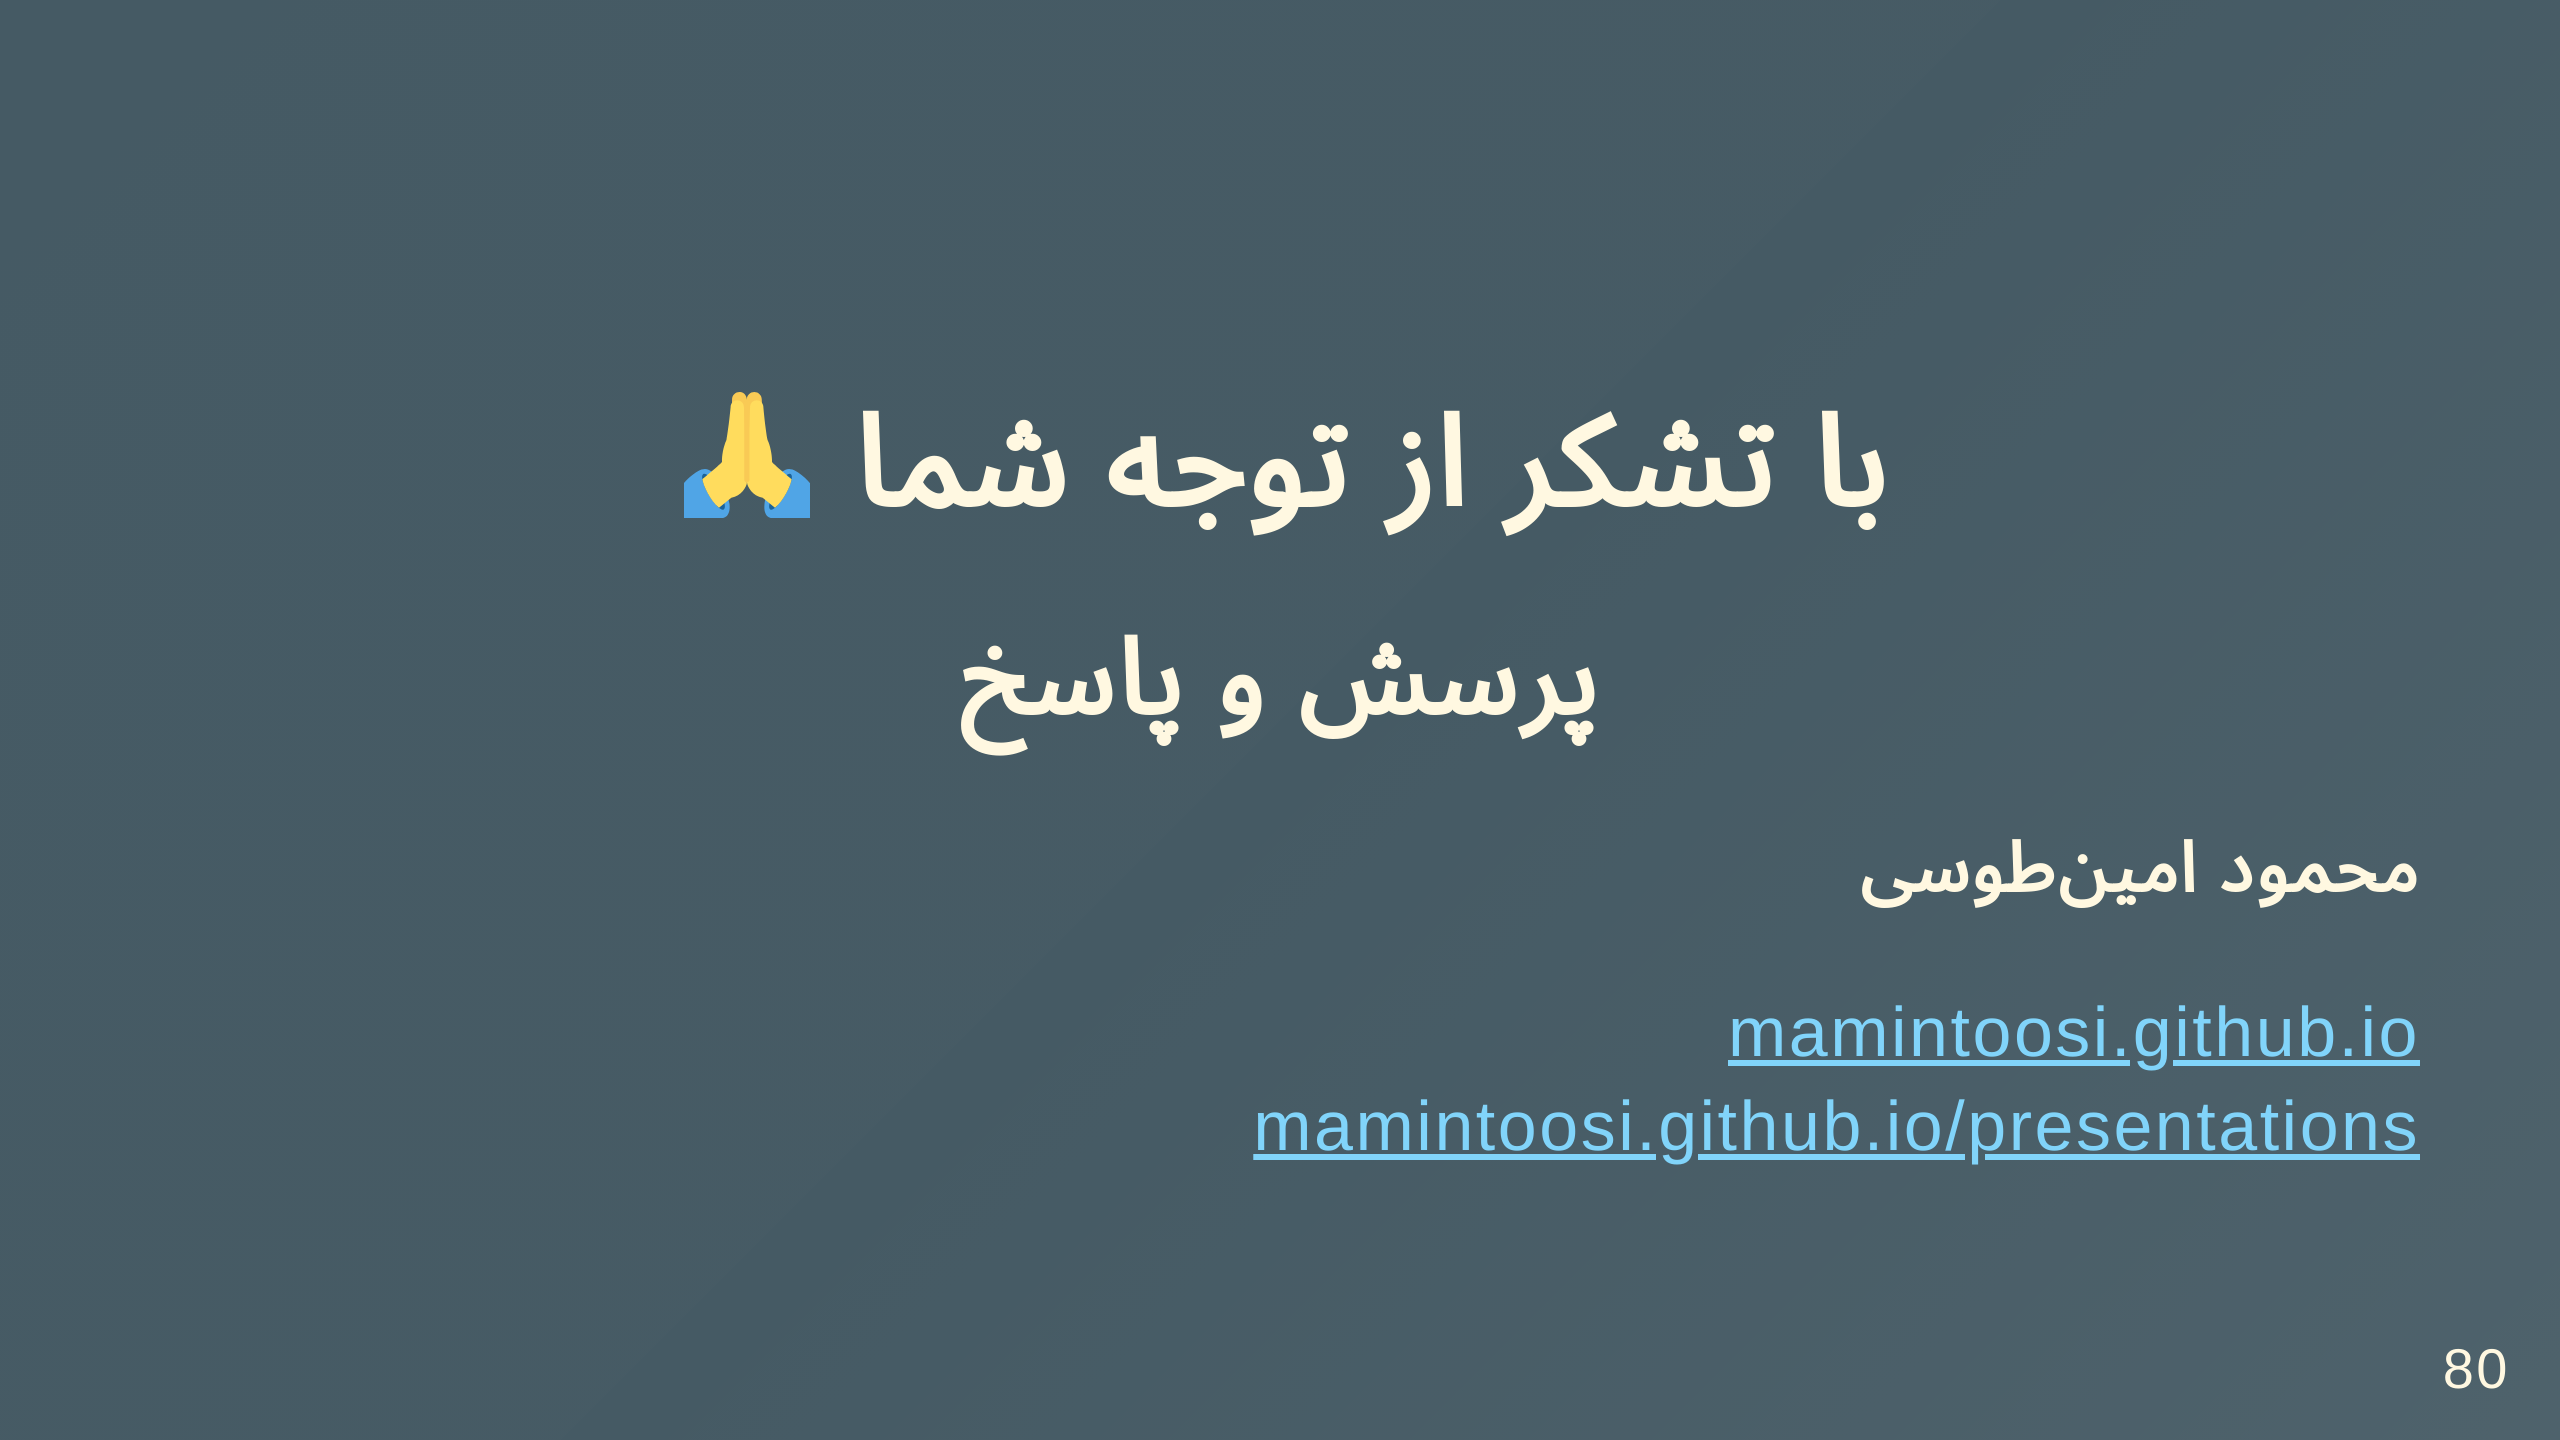 با تشکر از توجه شما 🙏
پرسش و پاسخ
محمود امین‌طوسی
mamintoosi.github.io
mamintoosi.github.io/presentations
80